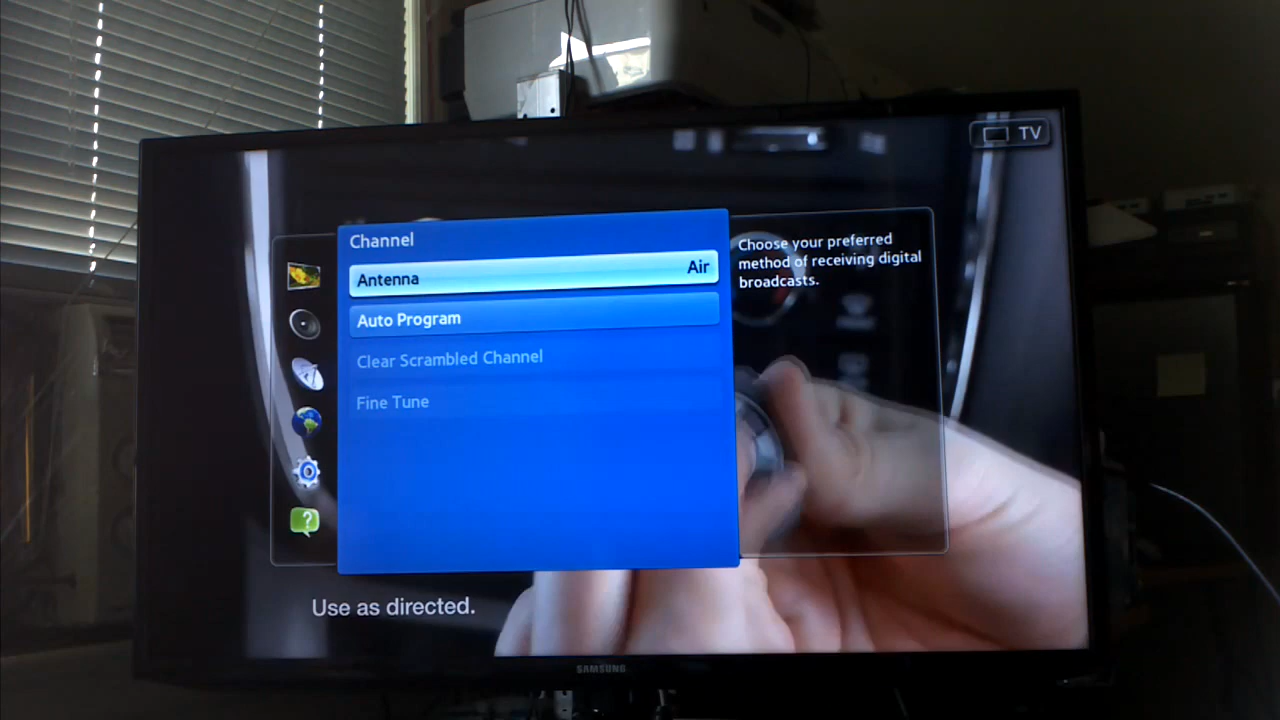 TV
Channel
Antenna Air
Auto Program
Clear Scrambled Channel
Fine Tune
Choose your preferred
method of receiving digital
broadcasts.
Use as directed.
SAMSUNG